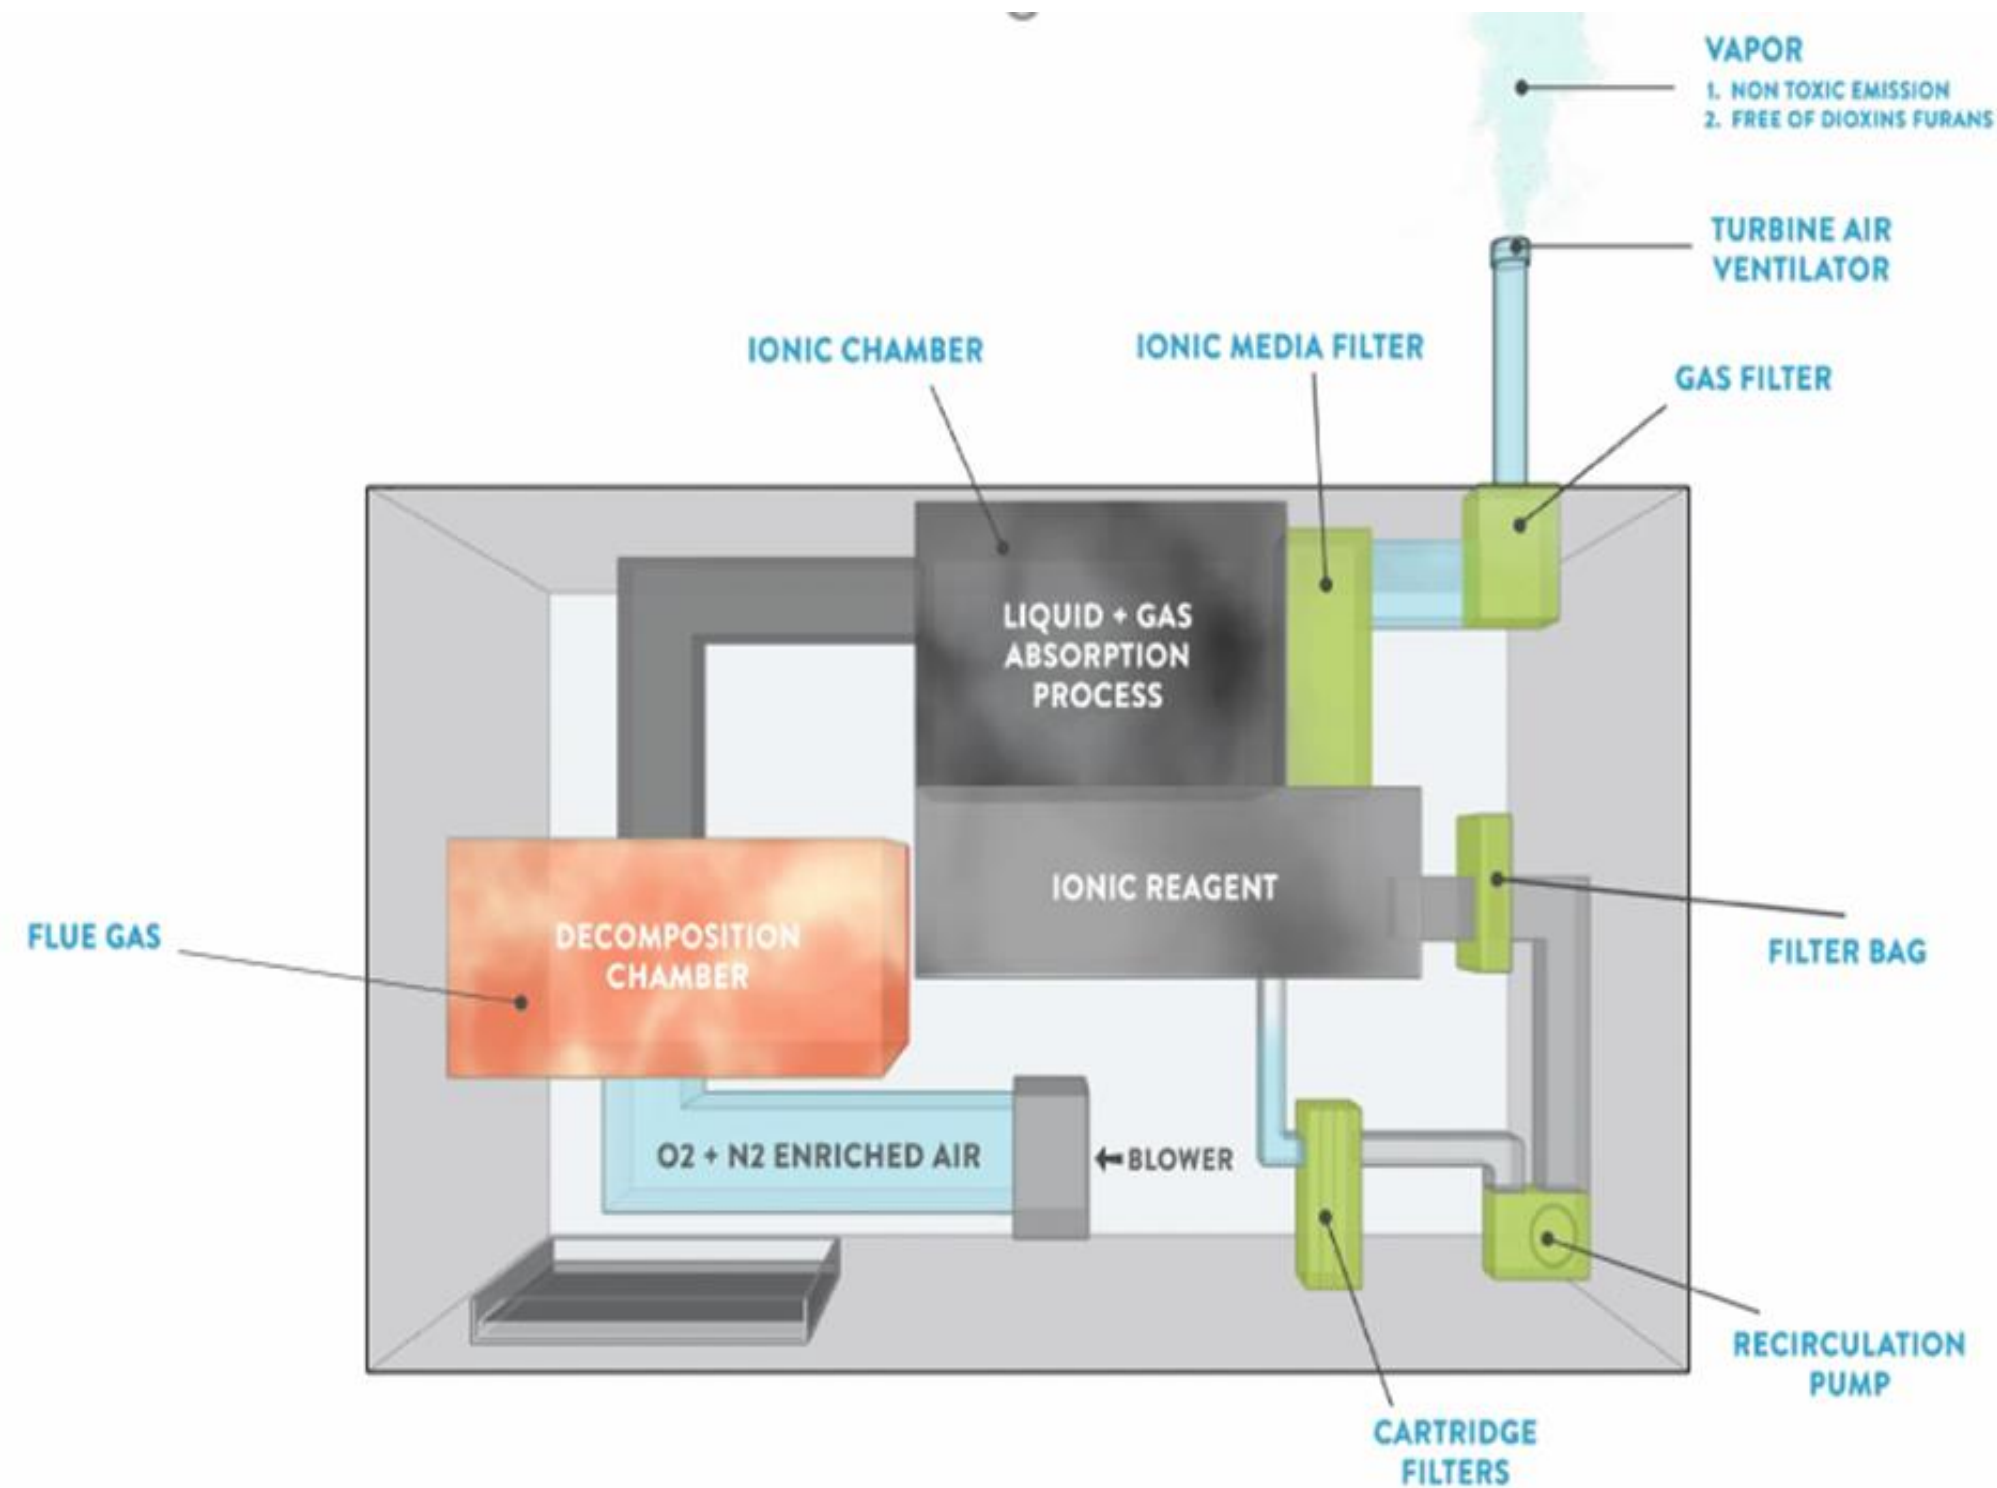 VAPOR
1. NON TOXIC EMISSION
2. FREE OF DIOXINS FURANS
TURBINE AIR
VENTILATOR
IONIC CHAMBER
IONIC MEDIA FILTER
GAS FILTER
LIQUID + GAS
ABSORPTION
PROCESS
IONIC REAGENT
FLUE GAS
DECOMPOSITION
CHAMBER
FILTER BAG
O2 + N2 ENRICHED AIR
BLOWER
RECIRCULATION
PUMP
CARTRIDGE
FILTERS